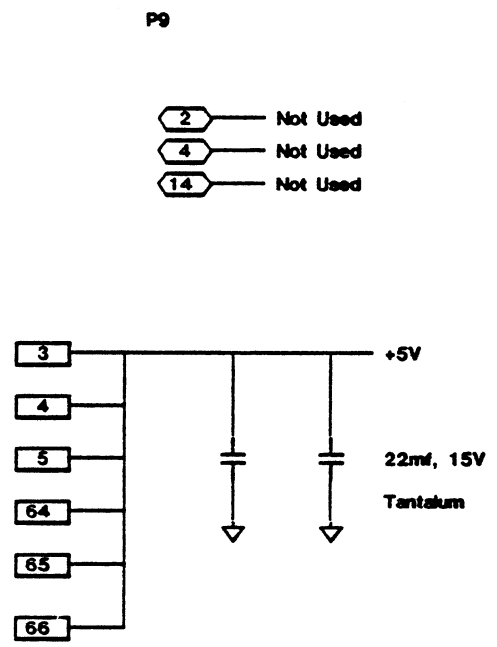 P9
2 Not Used
4 Not Used
14 Not Used
3 +5V
4
5 22mf, 15V
Tantalum
64
65
66